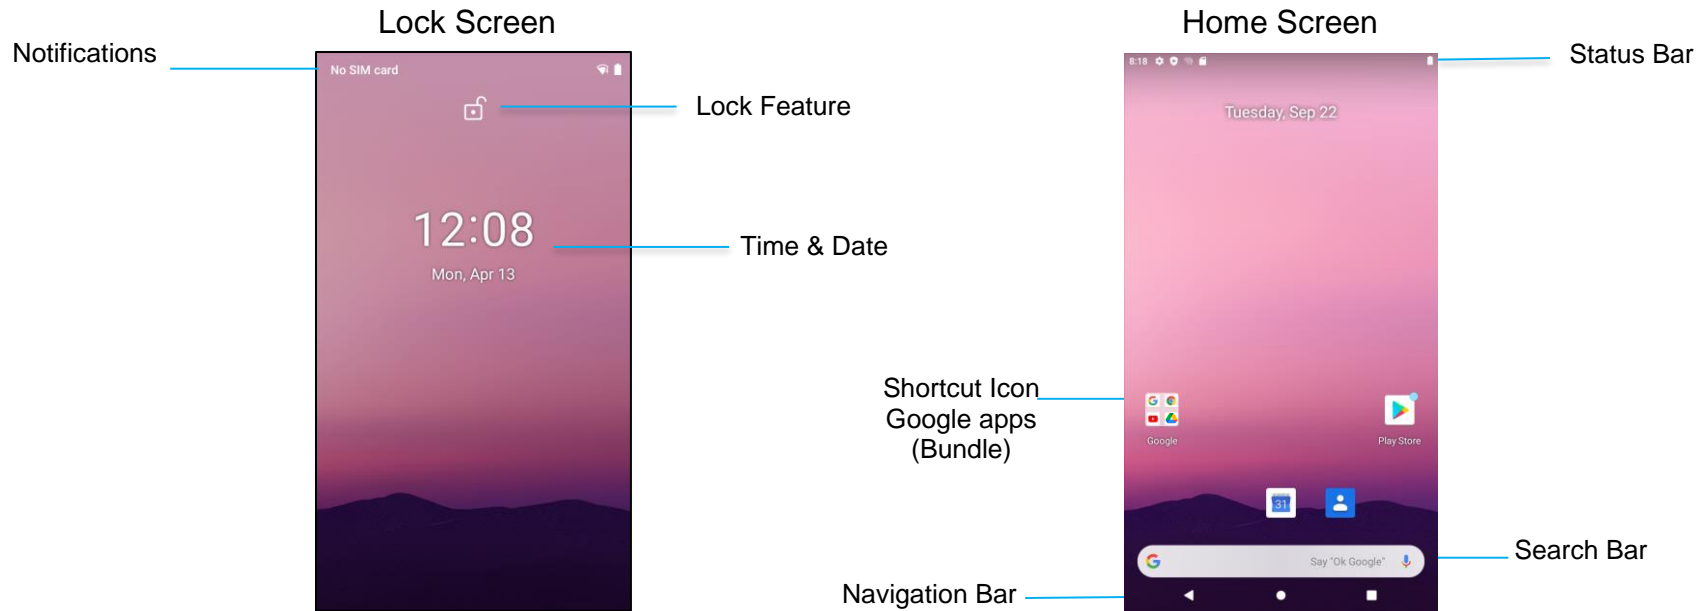 Lock Screen
Home Screen
Notifications
No SIM card
Lock Feature
12:08
Mon, Apr 13
Time & Date
8:18
Status Bar
Tuesday, Sep 22
Shortcut Icon
Google apps
(Bundle)
Google
Play Store
31
Say "Ok Google"
Search Bar
Navigation Bar